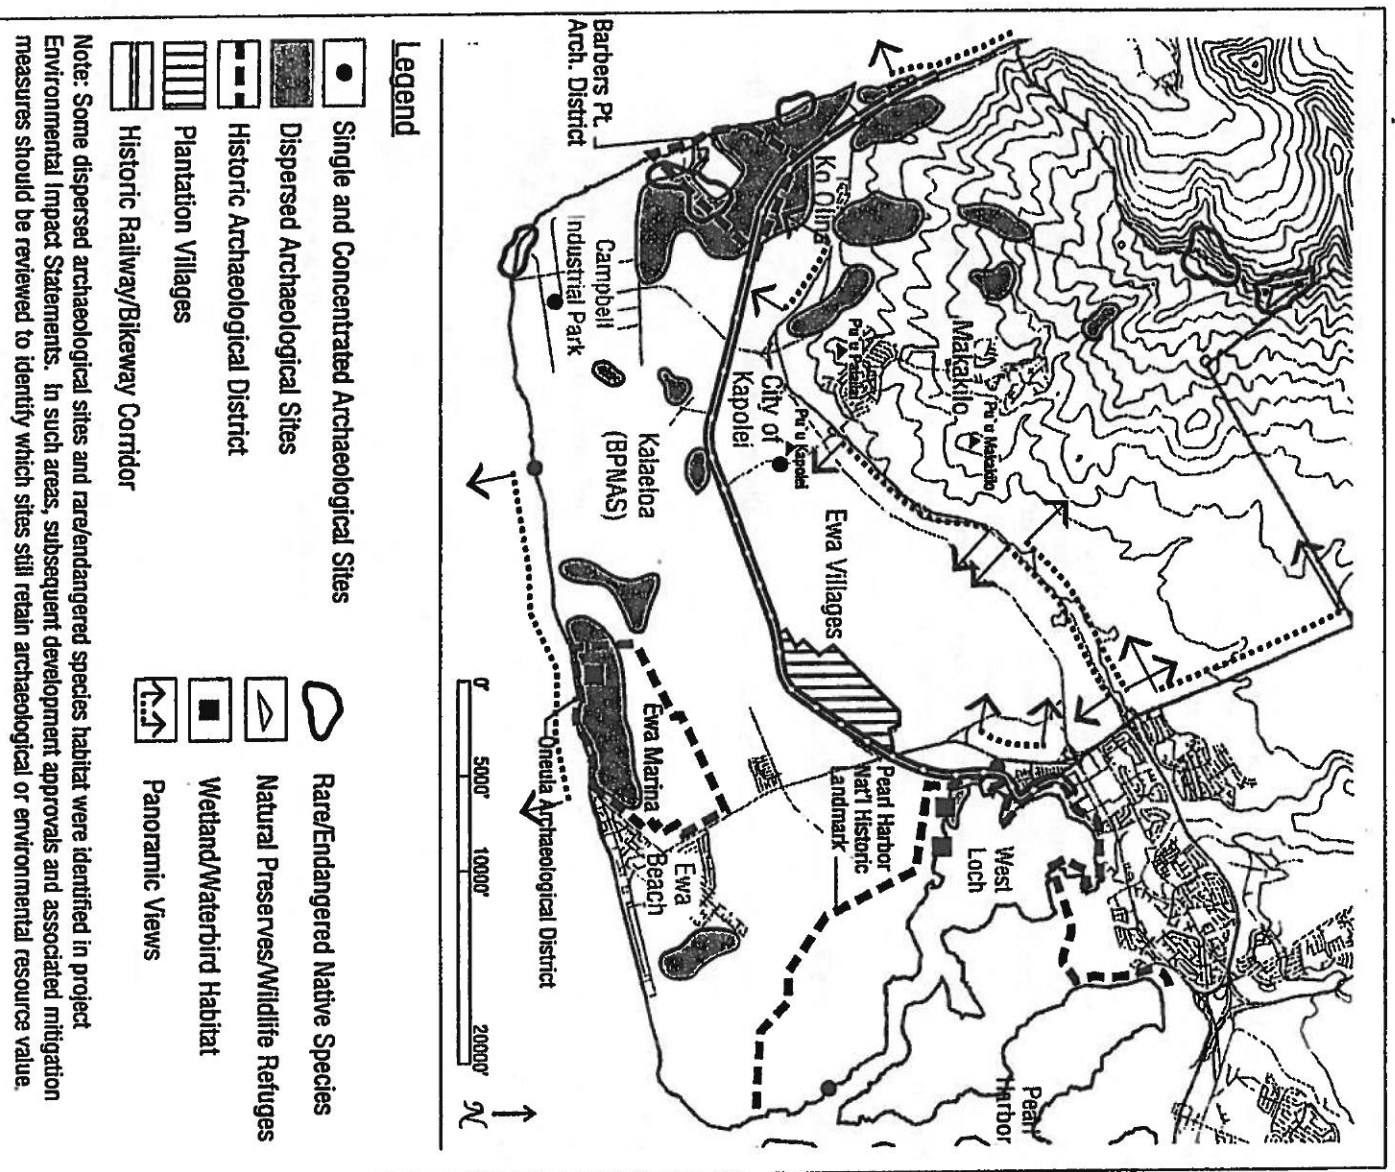 Barbers Pt.
Arch. District
Ko Olina
Makakilo
Pu'u Palailai
Pu'u Makakilo
Pu'u Kapolei
City of
Kapolei
Campbell
Industrial Park
Kalaeloa
(BPNAS)
Ewa Villages
Ewa Marina
Oneula Archaeological District
Ewa
Beach
Pearl Harbor
Nat'l Historic
Landmark
West
Loch
Pearl
Harbor
0' 5000' 10000' 20000'
N
Legend
Single and Concentrated Archaeological Sites
Dispersed Archaeological Sites
Historic Archaeological District
Plantation Villages
Historic Railway/Bikeway Corridor
Rare/Endangered Native Species
Natural Preserves/Wildlife Refuges
Wetland/Waterbird Habitat
Panoramic Views
Note: Some dispersed archaeological sites and rare/endangered species habitat were identified in project
Environmental Impact Statements. In such areas, subsequent development approvals and associated mitigation
measures should be reviewed to identify which sites still retain archaeological or environmental resource value.